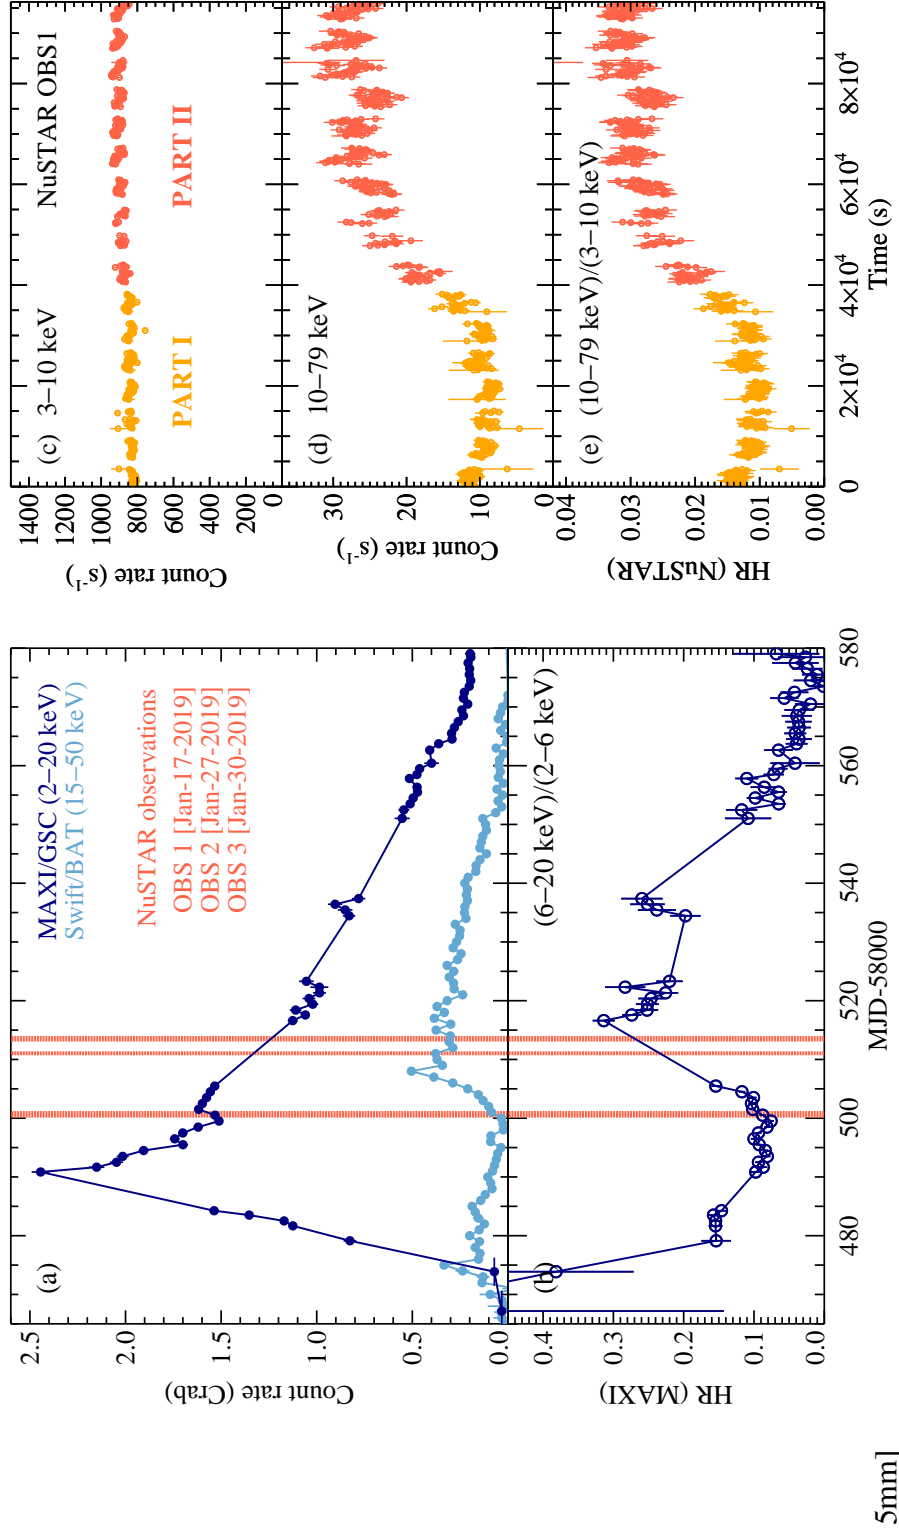 (a)
MAXI/GSC (2−20 keV)
Swift/BAT (15−50 keV)
NuSTAR observations
OBS 1 [Jan-17-2019]
OBS 2 [Jan-27-2019]
OBS 3 [Jan-30-2019]
Count rate (Crab)
2.5
2.0
1.5
1.0
0.5
0.0
(b)
(6−20 keV)/(2−6 keV)
HR (MAXI)
0.4
0.3
0.2
0.1
0.0
480
500
520
540
560
580
MJD-58000
(c)
3−10 keV
NuSTAR OBS1
PART I
PART II
Count rate (s-1)
1400
1200
1000
800
600
400
200
0
(d)
10−79 keV
Count rate (s-1)
30
20
10
0
(e)
(10−79 keV)/(3−10 keV)
HR (NuSTAR)
0.04
0.03
0.02
0.01
0.00
0
2×104
4×104
6×104
8×104
Time (s)
5mm]